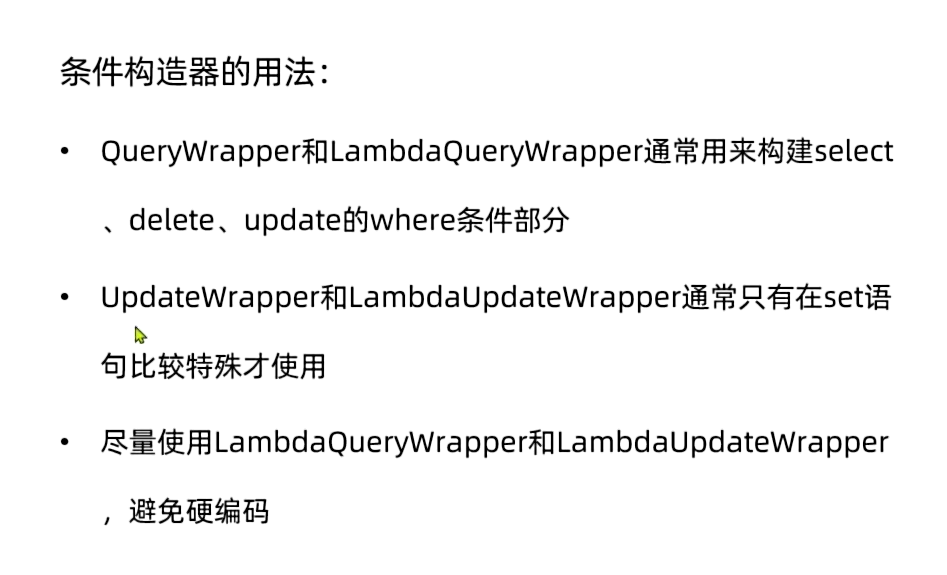 条件构造器的用法：
• QueryWrapper和LambdaQueryWrapper通常用来构建select
、delete、update的where条件部分
• UpdateWrapper和LambdaUpdateWrapper通常只有在set语
句比较特殊才使用
• 尽量使用LambdaQueryWrapper和LambdaUpdateWrapper
，避免硬编码